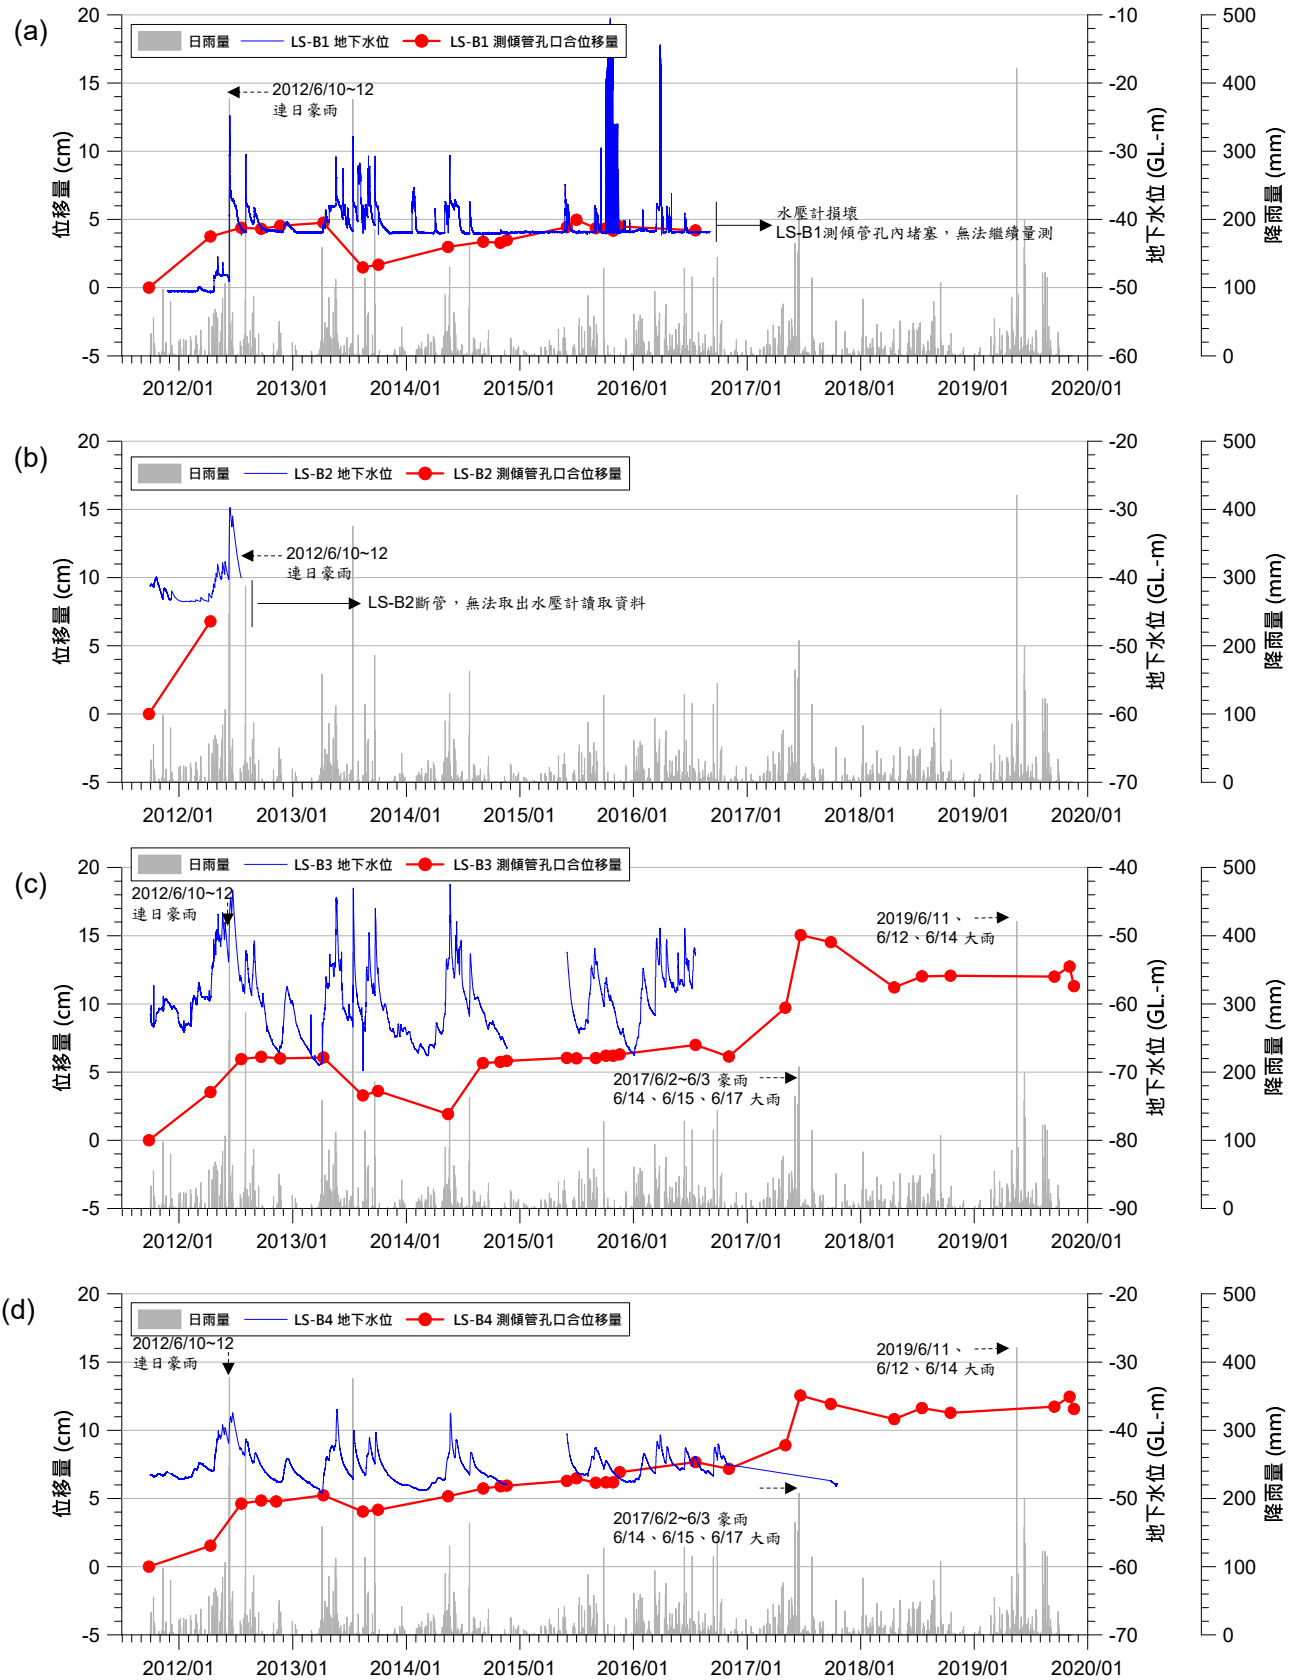 (a)
日雨量 LS-B1 地下水位 LS-B1 測傾管孔口合位移量
2012/6/10~12
連日豪雨
水壓計損壞
LS-B1測傾管孔內堵塞，無法繼續量測
位移量 (cm)
20
15
10
5
0
-5
地下水位 (GL.-m)
-10
-20
-30
-40
-50
-60
降雨量 (mm)
500
400
300
200
100
0
2012/01 2013/01 2014/01 2015/01 2016/01 2017/01 2018/01 2019/01 2020/01
(b)
日雨量 LS-B2 地下水位 LS-B2 測傾管孔口合位移量
2012/6/10~12
連日豪雨
LS-B2斷管，無法取出水壓計讀取資料
位移量 (cm)
20
15
10
5
0
-5
地下水位 (GL.-m)
-20
-30
-40
-50
-60
-70
降雨量 (mm)
500
400
300
200
100
0
2012/01 2013/01 2014/01 2015/01 2016/01 2017/01 2018/01 2019/01 2020/01
(c)
日雨量 LS-B3 地下水位 LS-B3 測傾管孔口合位移量
2012/6/10~12
連日豪雨
2019/6/11、
6/12、6/14 大雨
2017/6/2~6/3 豪雨
6/14、6/15、6/17 大雨
位移量 (cm)
20
15
10
5
0
-5
地下水位 (GL.-m)
-40
-50
-60
-70
-80
-90
降雨量 (mm)
500
400
300
200
100
0
2012/01 2013/01 2014/01 2015/01 2016/01 2017/01 2018/01 2019/01 2020/01
(d)
日雨量 LS-B4 地下水位 LS-B4 測傾管孔口合位移量
2012/6/10~12
連日豪雨
2019/6/11、
6/12、6/14 大雨
2017/6/2~6/3 豪雨
6/14、6/15、6/17 大雨
位移量 (cm)
20
15
10
5
0
-5
地下水位 (GL.-m)
-20
-30
-40
-50
-60
-70
降雨量 (mm)
500
400
300
200
100
0
2012/01 2013/01 2014/01 2015/01 2016/01 2017/01 2018/01 2019/01 2020/01